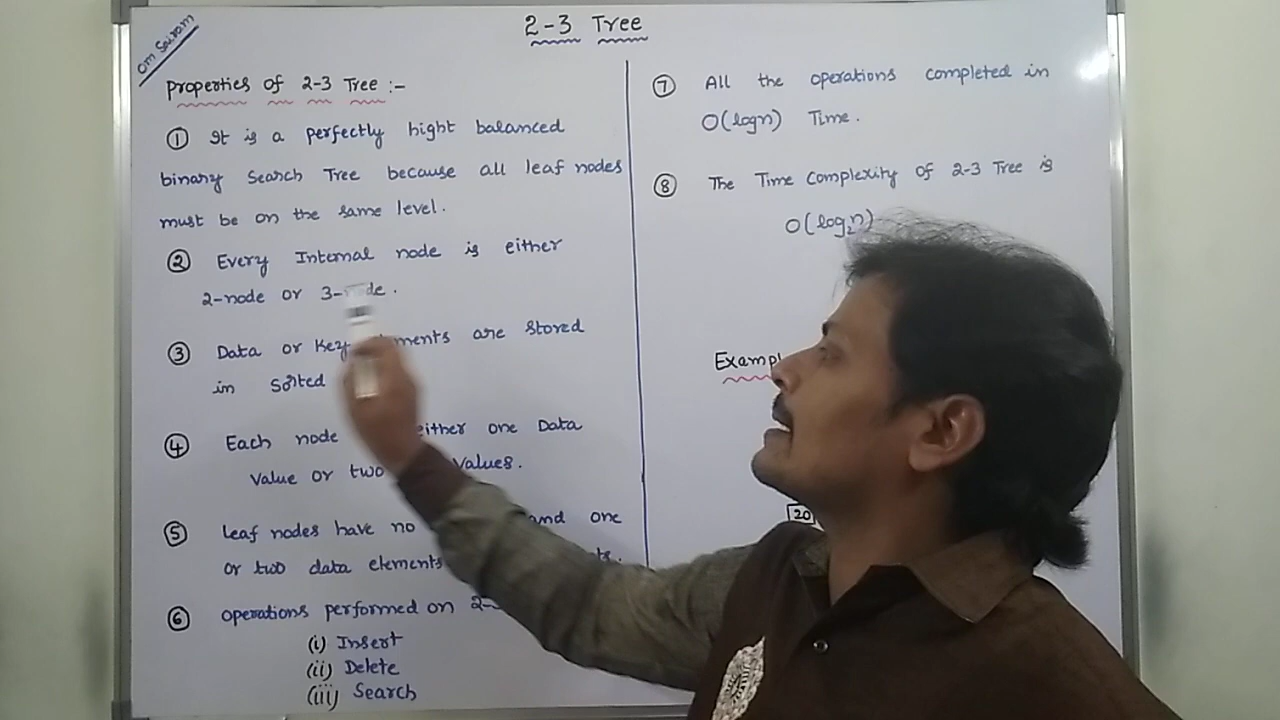 Om Sairam
2-3 Tree
Properties of 2-3 Tree :-
① It is a perfectly hight balanced
binary Search Tree because all leaf nodes
must be on the same level.
② Every Internal node is either
2-node or 3-node.
③ Data or Key are Stored
in Sorted
④ Each node either one Data
Value or two Values.
⑤ leaf nodes have no and one
or two data elements
⑥ operations performed on
(i) Insert
(ii) Delete
(iii) Search
⑦ All the operations completed in
O(logn) Time.
⑧ The Time Complexity of 2-3 Tree is
O(log₂n)
20